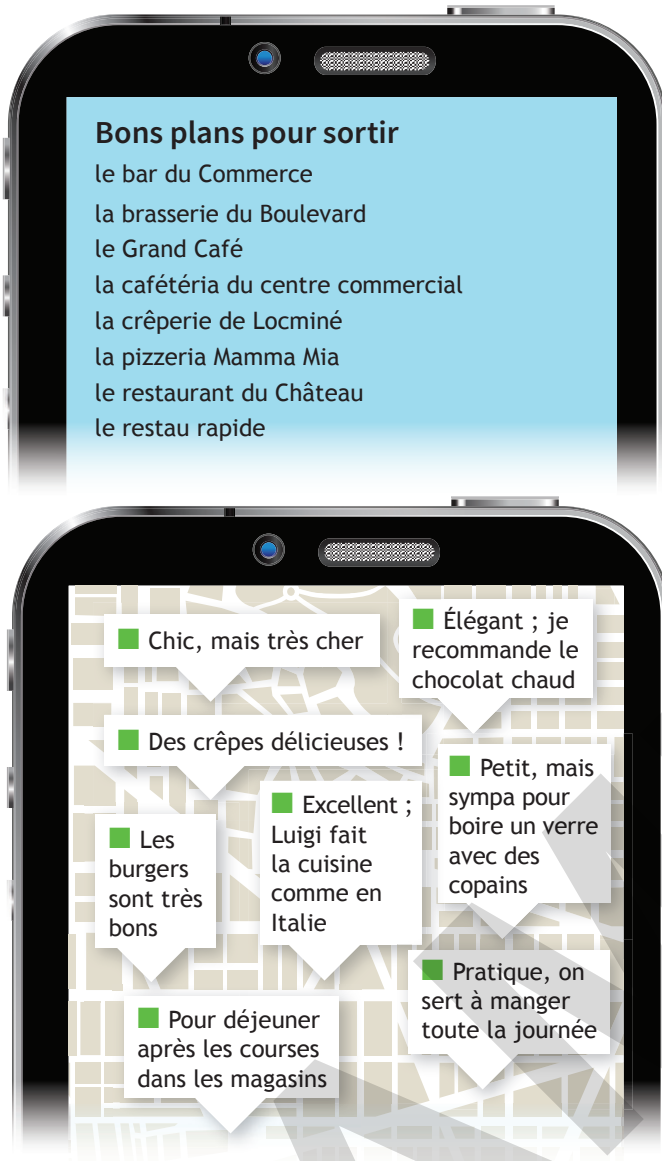 Bons plans pour sortir
le bar du Commerce
la brasserie du Boulevard
le Grand Café
la cafétéria du centre commercial
la crêperie de Locminé
la pizzeria Mamma Mia
le restaurant du Château
le restau rapide
Chic, mais très cher
Élégant ; je
recommande le
chocolat chaud
Des crêpes délicieuses !
Petit, mais
sympa pour
boire un verre
avec des
copains
Les
burgers
sont très
bons
Excellent ;
Luigi fait
la cuisine
comme en
Italie
Pratique, on
sert à manger
toute la journée
Pour déjeuner
après les courses
dans les magasins